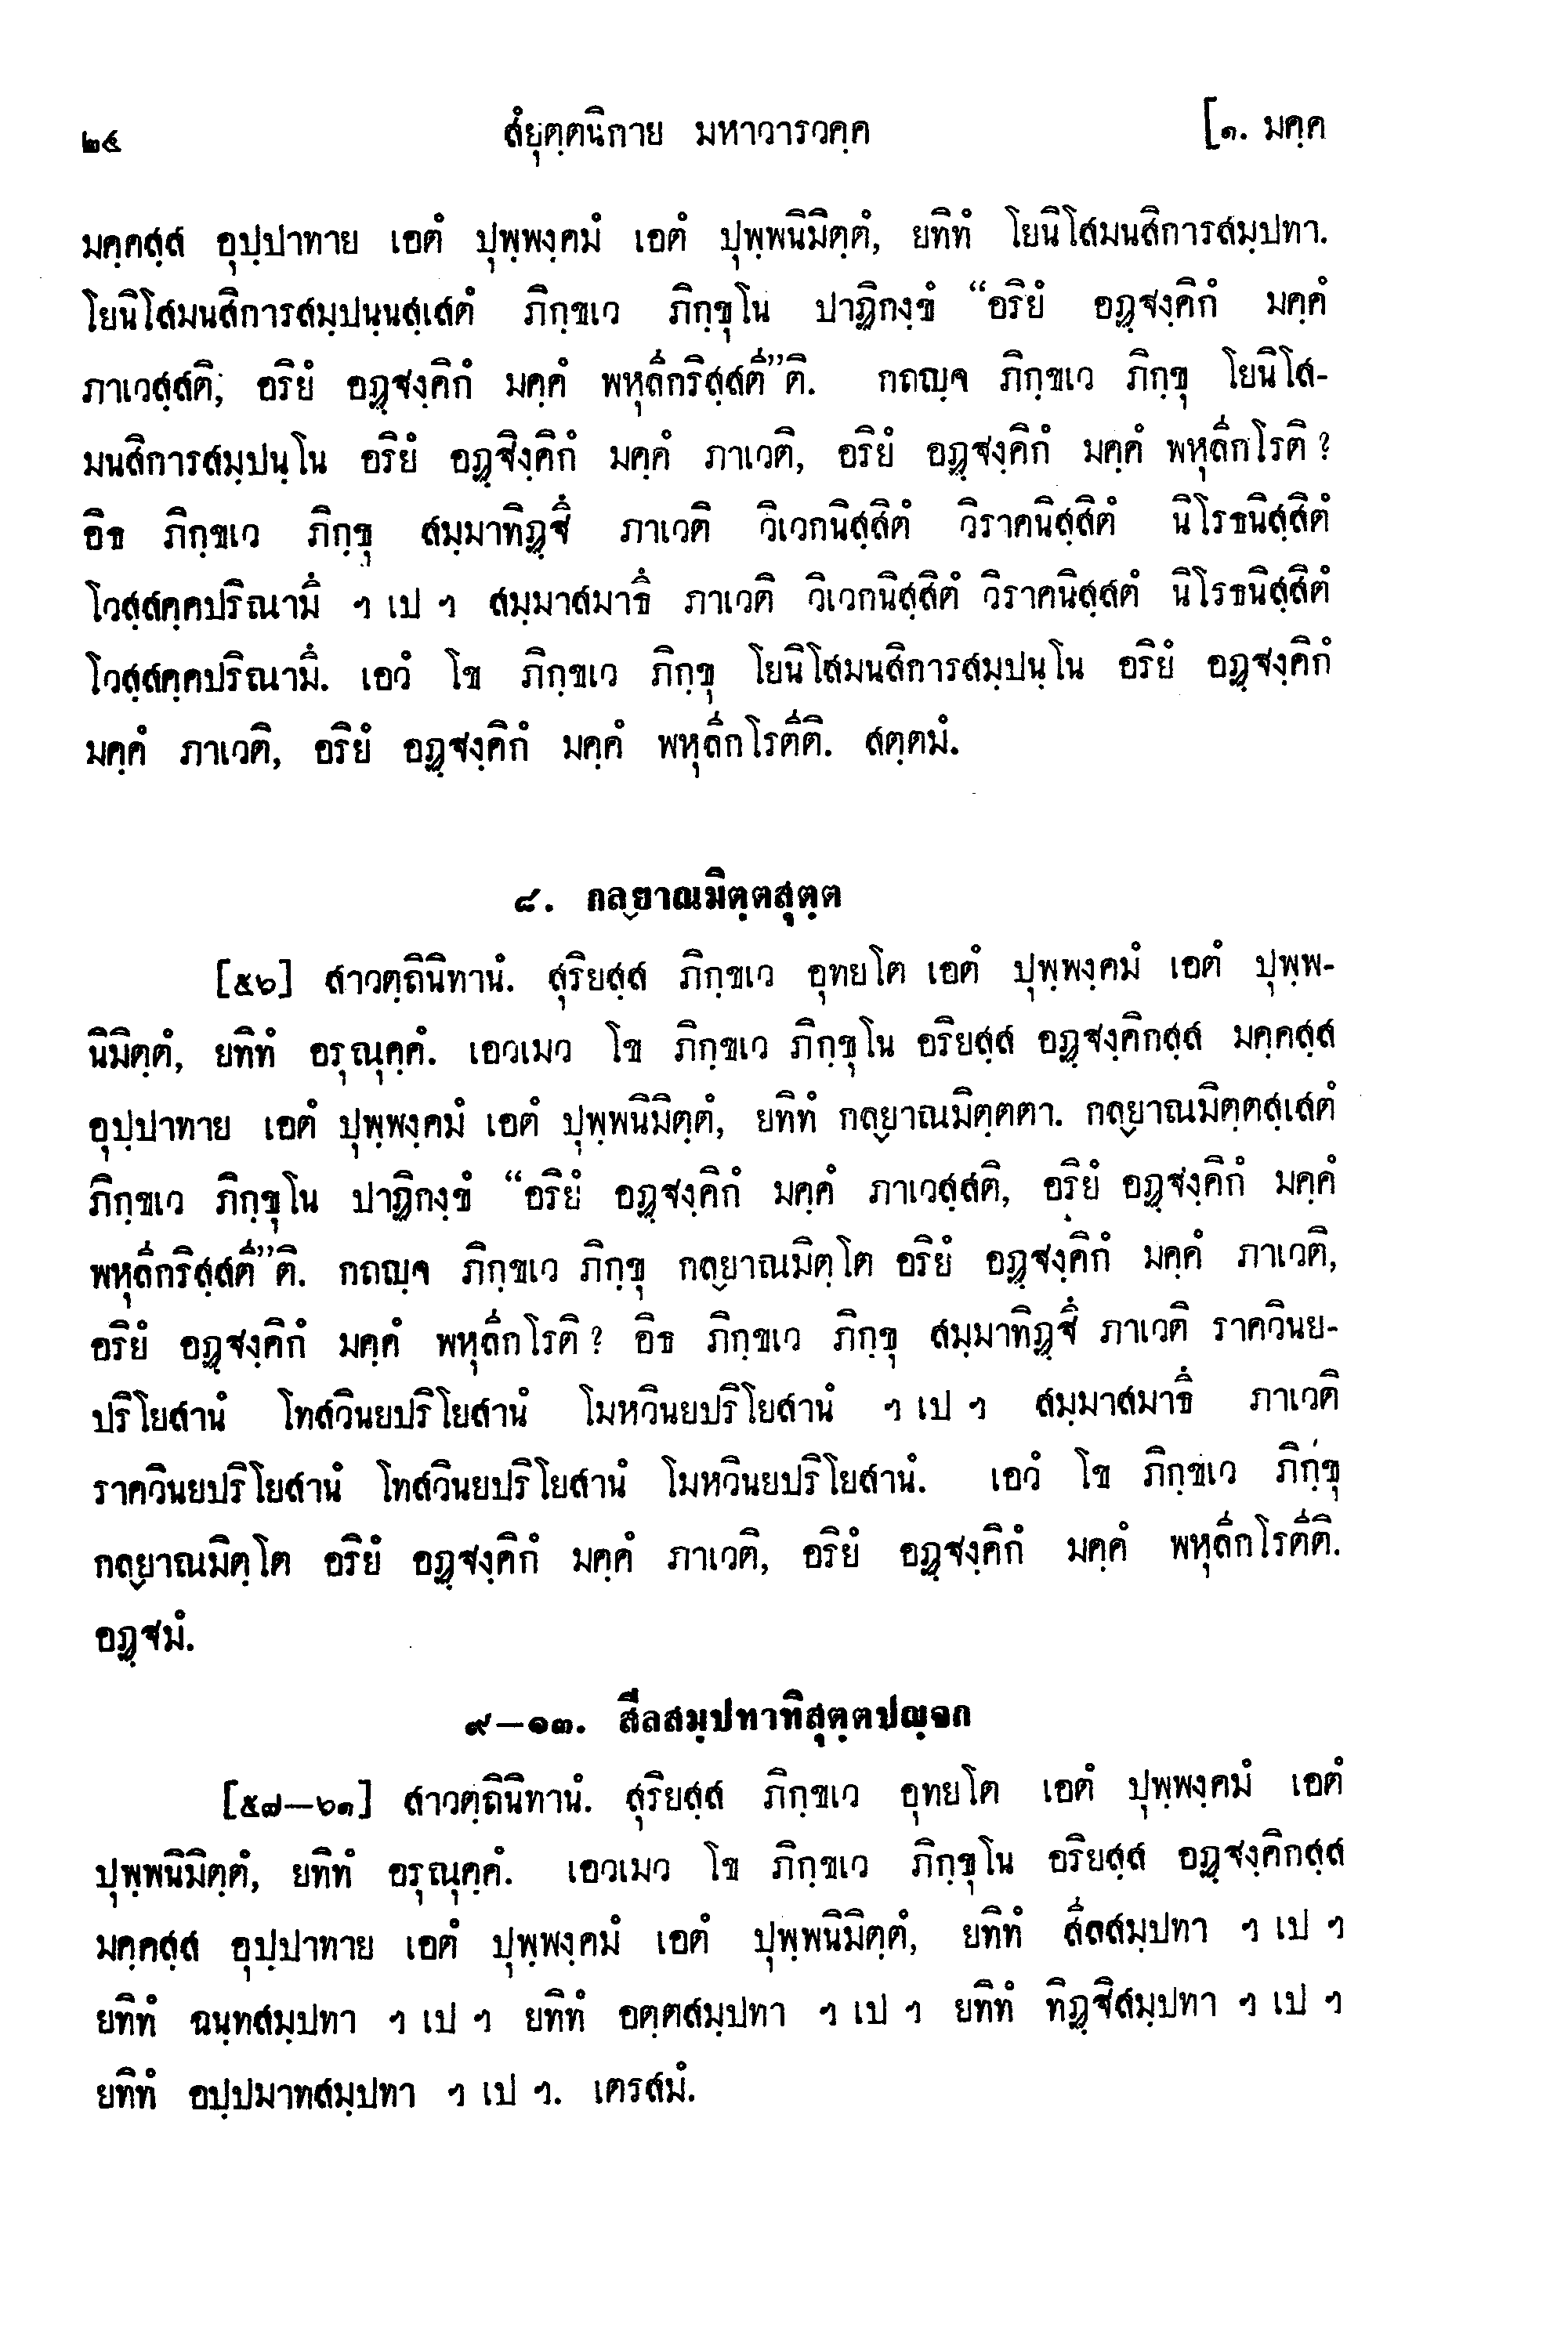 ๒๕ สํยุตฺตนิกาย มหาวารวคฺค [๑. มคฺค
มคฺคสฺส อุปฺปาทาย เอตํ ปุพฺพงฺคมํ เอตํ ปุพฺพนิมิตฺตํ, ยทิทํ โยนิโสมนสิการสมฺปทา.
โยนิโสมนสิการสมฺปนฺนสฺเสตํ ภิกฺขเว ภิกฺขุโน ปาฏิกงฺขํ “อริยํ อฏฺฐงฺคิกํ มคฺคํ
ภาเวสฺสติ, อริยํ อฏฺฐงฺคิกํ มคฺคํ พหุลีกริสฺสตี”ติ. กถญฺจ ภิกฺขเว ภิกฺขุ โยนิโส-
มนสิการสมฺปนฺโน อริยํ อฏฺฐิงฺคิกํ มคฺคํ ภาเวติ, อริยํ อฏฺฐงฺคิกํ มคฺคํ พหุลีกโรติ ?
อิธ ภิกฺขเว ภิกฺขุ สมฺมาทิฏฺฐึ ภาเวติ วิเวกนิสฺสิตํ วิราคนิสฺสิตํ นิโรธนิสฺสิตํ
โวสฺสคฺคปริณามึ ฯ เป ฯ สมฺมาสมาธึ ภาเวติ วิเวกนิสฺสิตํ วิราคนิสฺสตํ นิโรธนิสฺสิตํ
โวสฺสคฺคปริณามึ. เอวํ โข ภิกฺขเว ภิกฺขุ โยนิโสมนสิการสมฺปนฺโน อริยํ อฏฺฐงฺคิกํ
มคฺคํ ภาเวติ, อริยํ อฏฺฐงฺคิกํ มคฺคํ พหุลีกโรตีติ. สตฺตมํ.
๘. กลฺยาณมิตฺตสุตฺต
[๕๖] สาวตฺถินิทานํ. สุริยสฺส ภิกฺขเว อุทยโต เอตํ ปุพฺพงฺคมํ เอตํ ปุพฺพ-
นิมิตฺตํ, ยทิทํ อรุณุคฺคํ. เอวเมว โข ภิกฺขเว ภิกฺขุโน อริยสฺส อฏฺฐงฺคิกสฺส มคฺคสฺส
อุปฺปาทาย เอตํ ปุพฺพงฺคมํ เอตํ ปุพฺพนิมิตฺตํ, ยทิทํ กลฺยาณมิตฺตตา. กลฺยาณมิตฺตสฺเสตํ
ภิกฺขเว ภิกฺขุโน ปาฏิกงฺขํ “อริยํ อฏฺฐงฺคิกํ มคฺคํ ภาเวสฺสติ, อริยํ อฏฺฐงฺคิกํ มคฺคํ
พหุลีกริสฺสตี”ติ. กถญฺจ ภิกฺขเว ภิกฺขุ กลฺยาณมิตฺโต อริยํ อฏฺฐงฺคิกํ มคฺคํ ภาเวติ,
อริยํ อฏฺฐงฺคิกํ มคฺคํ พหุลีกโรติ ? อิธ ภิกฺขเว ภิกฺขุ สมฺมาทิฏฺฐึ ภาเวติ ราควินย-
ปริโยสานํ โทสวินยปริโยสานํ โมหวินยปริโยสานํ ฯ เป ฯ สมฺมาสมาธึ ภาเวติ
ราควินยปริโยสานํ โทสวินยปริโยสานํ โมหวินยปริโยสานํ. เอวํ โข ภิกฺขเว ภิกฺขุ
กลฺยาณมิตฺโต อริยํ อฏฺฐงฺคิกํ มคฺคํ ภาเวติ, อริยํ อฏฺฐงฺคิกํ มคฺคํ พหุลีกโรตีติ.
อฏฺฐมํ.
๙—๑๓. สีลสมฺปทาทิสุตฺตปญฺจก
[๕๗—๖๑] สาวตฺถินิทานํ. สุริยสฺส ภิกฺขเว อุทยโต เอตํ ปุพฺพงฺคมํ เอตํ
ปุพฺพนิมิตฺตํ, ยทิทํ อรุณุคฺคํ. เอวเมว โข ภิกฺขเว ภิกฺขุโน อริยสฺส อฏฺฐงฺคิกสฺส
มคฺคสฺส อุปฺปาทาย เอตํ ปุพฺพงฺคมํ เอตํ ปุพฺพนิมิตฺตํ, ยทิทํ สีลสมฺปทา ฯ เป ฯ
ยทิทํ ฉนฺทสมฺปทา ฯ เป ฯ ยทิทํ อตฺตสมฺปทา ฯ เป ฯ ยทิทํ ทิฏฺฐิสมฺปทา ฯ เป ฯ
ยทิทํ อปฺปมาทสมฺปทา ฯ เป ฯ. เตรสมํ.